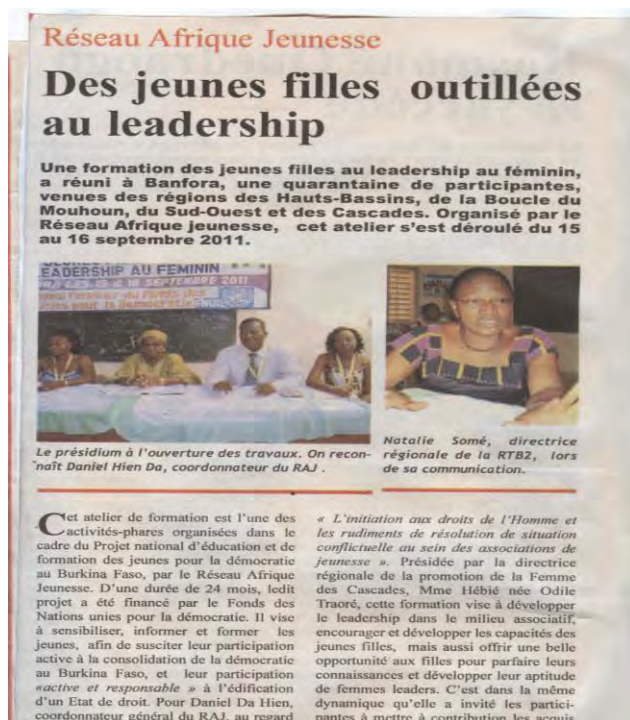 Réseau Afrique Jeunesse
Des jeunes filles outillées
au leadership
Une formation des jeunes filles au leadership au féminin,
a réuni à Banfora, une quarantaine de participantes,
venues des régions des Hauts-Bassins, de la Boucle du
Mouhoun, du Sud-Ouest et des Cascades. Organisé par le
Réseau Afrique jeunesse, cet atelier s'est déroulé du 15
au 16 septembre 2011.
EADERSHIP AU FEMININ
SEPTEMBRE 2011
pour la Démocratie
Le présidium à l'ouverture des travaux. On recon-
naît Daniel Hien Da, coordonnateur du RAJ .
Natalie Somé, directrice
régionale de la RTB2, lors
de sa communication.
Cet atelier de formation est l'une des
activités-phares organisées dans le
cadre du Projet national d'éducation et de
formation des jeunes pour la démocratie
au Burkina Faso, par le Réseau Afrique
Jeunesse. D'une durée de 24 mois, ledit
projet a été financé par le Fonds des
Nations unies pour la démocratie. Il vise
à sensibiliser, informer et former les
jeunes, afin de susciter leur participation
active à la consolidation de la démocratie
au Burkina Faso, et leur participation
«active et responsable » à l'édification
d'un Etat de droit. Pour Daniel Da Hien,
coordonnateur général du RAJ, au regard
« L'initiation aux droits de l'Homme et
les rudiments de résolution de situation
conflictuelle au sein des associations de
jeunesse ». Présidée par la directrice
régionale de la promotion de la Femme
des Cascades, Mme Hébié née Odile
Traoré, cette formation vise à développer
le leadership dans le milieu associatif,
encourager et développer les capacités des
jeunes filles, mais aussi offrir une belle
opportunité aux filles pour parfaire leurs
connaissances et développer leur aptitude
de femmes leaders. C'est dans la même
dynamique qu'elle a invité les partici-
pantes à mettre à contribution les acquis